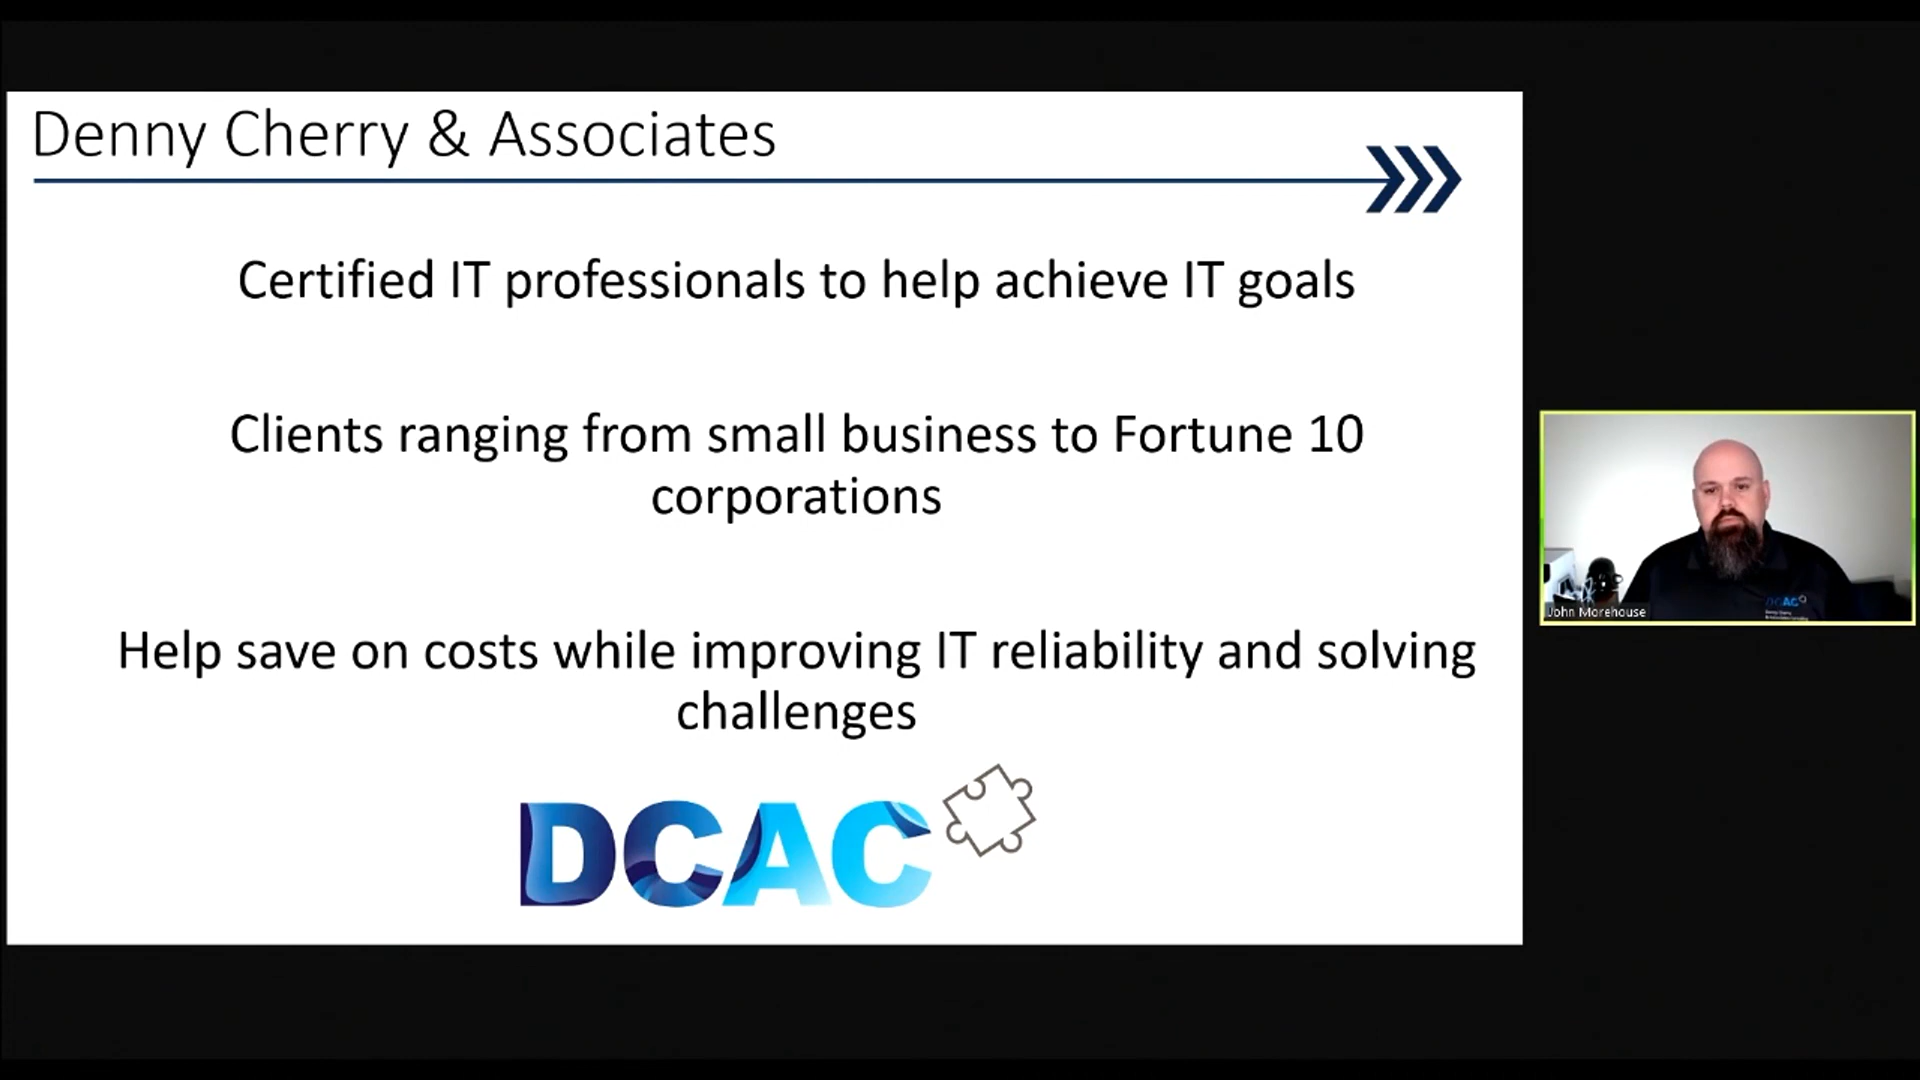 Denny Cherry & Associates
Certified IT professionals to help achieve IT goals
Clients ranging from small business to Fortune 10
corporations
Help save on costs while improving IT reliability and solving
challenges
DCAC
John Morehouse
DCAC